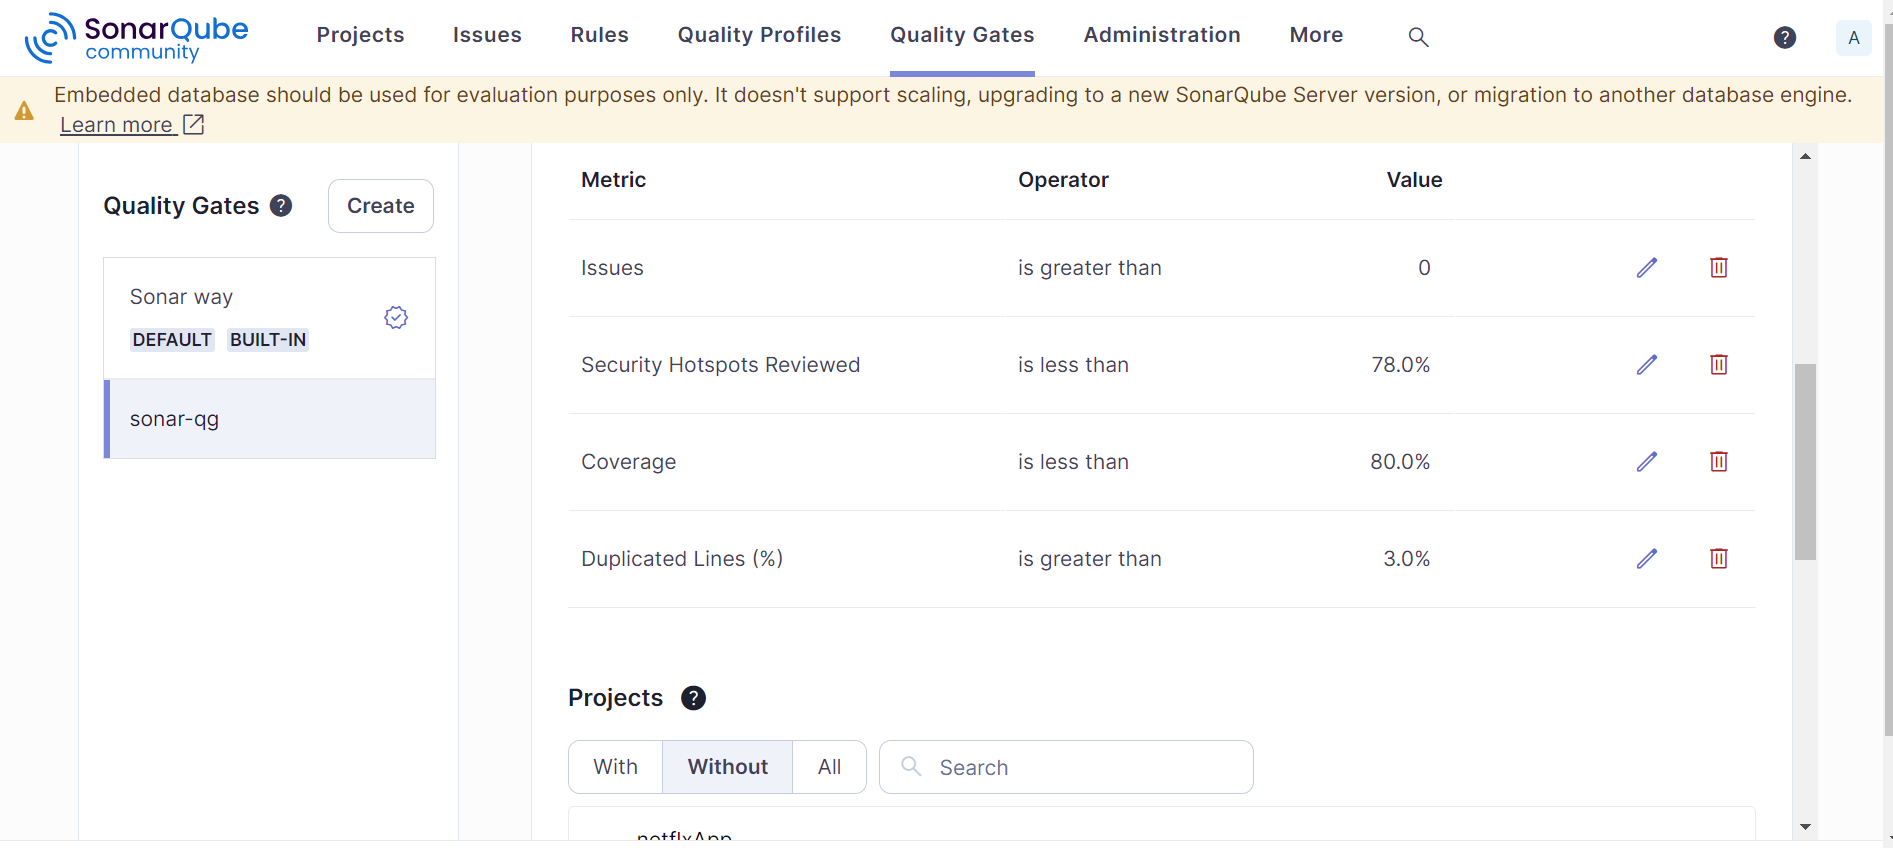 SonarQube community
Projects Issues Rules Quality Profiles Quality Gates Administration More
? A
Embedded database should be used for evaluation purposes only. It doesn't support scaling, upgrading to a new SonarQube Server version, or migration to another database engine.
Learn more
Quality Gates ? Create
Sonar way
DEFAULT BUILT-IN
sonar-qg
Metric Operator Value
Issues is greater than 0
Security Hotspots Reviewed is less than 78.0%
Coverage is less than 80.0%
Duplicated Lines (%) is greater than 3.0%
Projects ?
With Without All Search
netflxApp